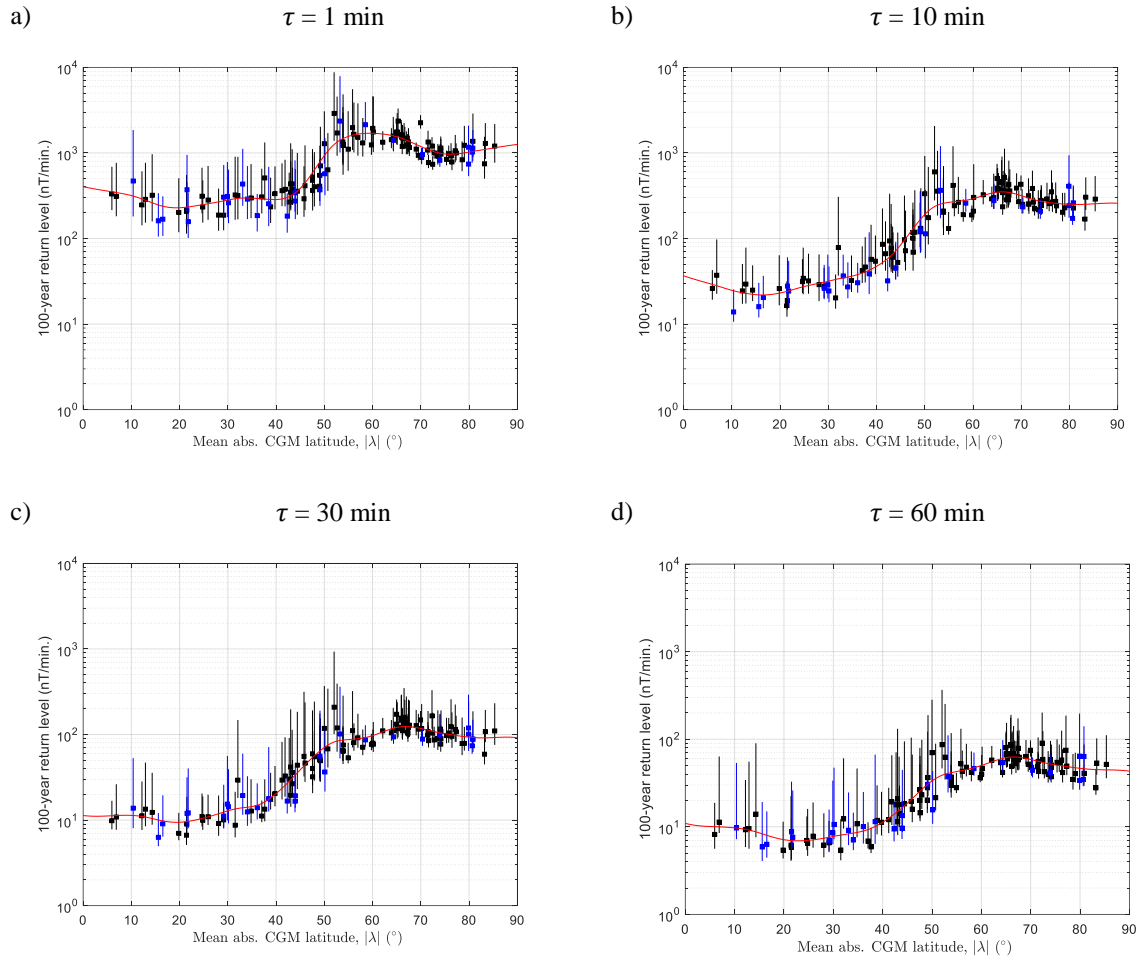 a)
τ = 1 min
100-year return level (nT/min.)
10^4
10^3
10^2
10^1
10^0
0 10 20 30 40 50 60 70 80 90
Mean abs. CGM latitude, |λ| (°)
b)
τ = 10 min
100-year return level (nT/min.)
10^4
10^3
10^2
10^1
10^0
0 10 20 30 40 50 60 70 80 90
Mean abs. CGM latitude, |λ| (°)
c)
τ = 30 min
100-year return level (nT/min.)
10^4
10^3
10^2
10^1
10^0
0 10 20 30 40 50 60 70 80 90
Mean abs. CGM latitude, |λ| (°)
d)
τ = 60 min
100-year return level (nT/min.)
10^4
10^3
10^2
10^1
10^0
0 10 20 30 40 50 60 70 80 90
Mean abs. CGM latitude, |λ| (°)